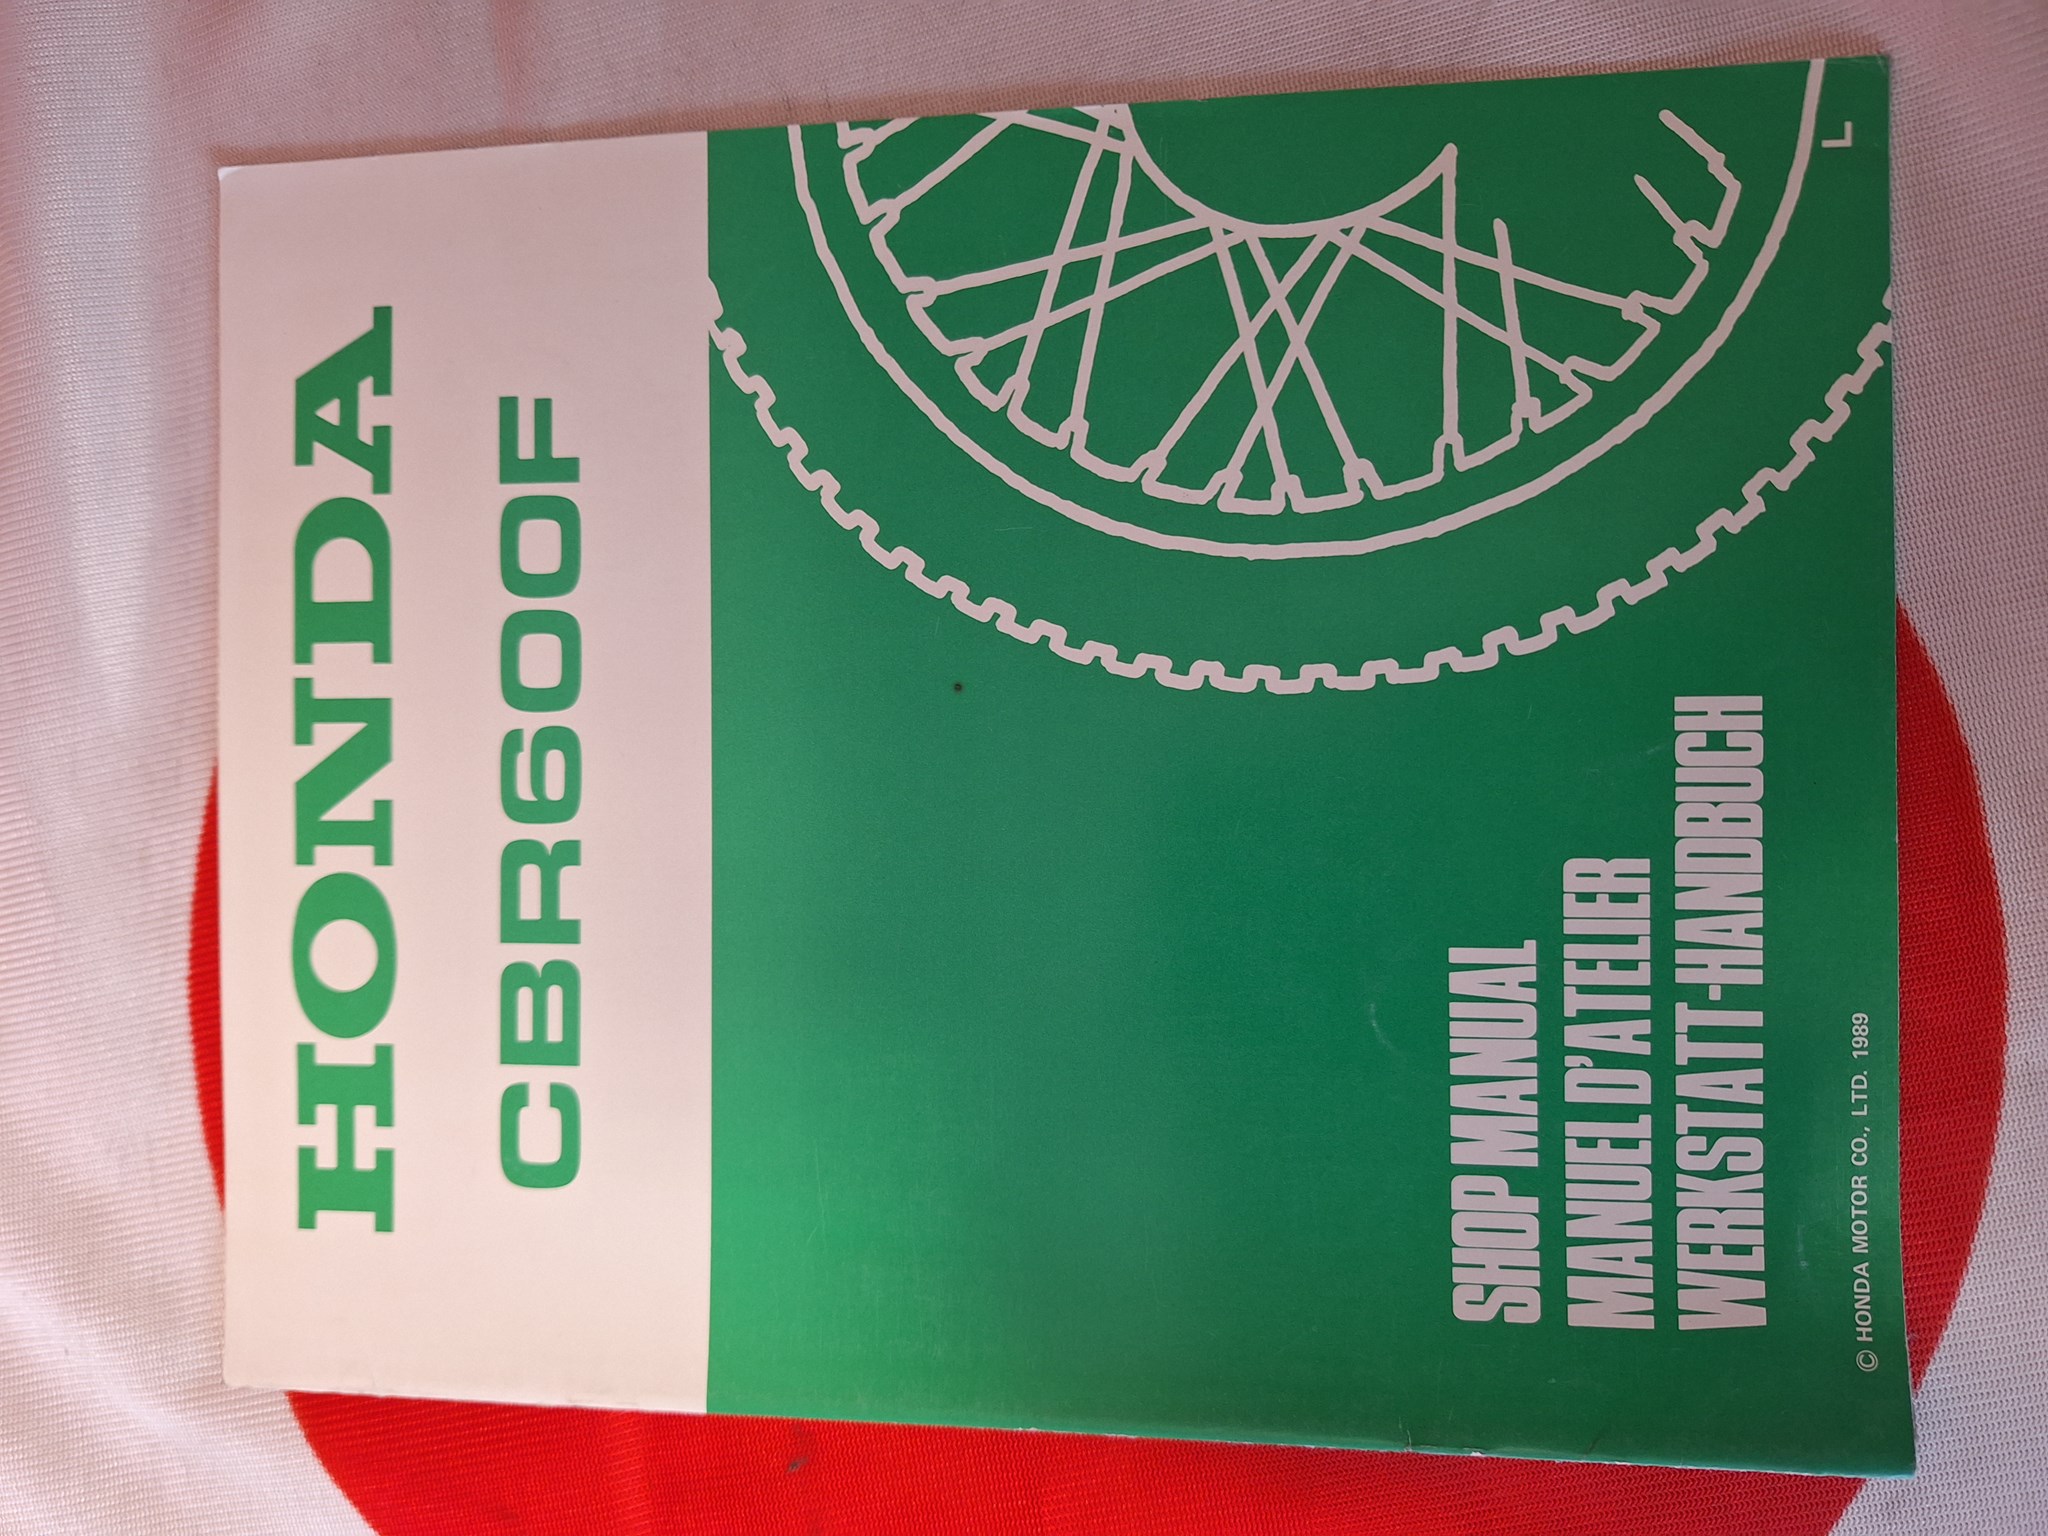 HONDA
CBR600F
SHOP MANUAL
MANUEL D'ATELIER
WERKSTATT-HANDBUCH
© HONDA MOTOR CO., LTD. 1989
L